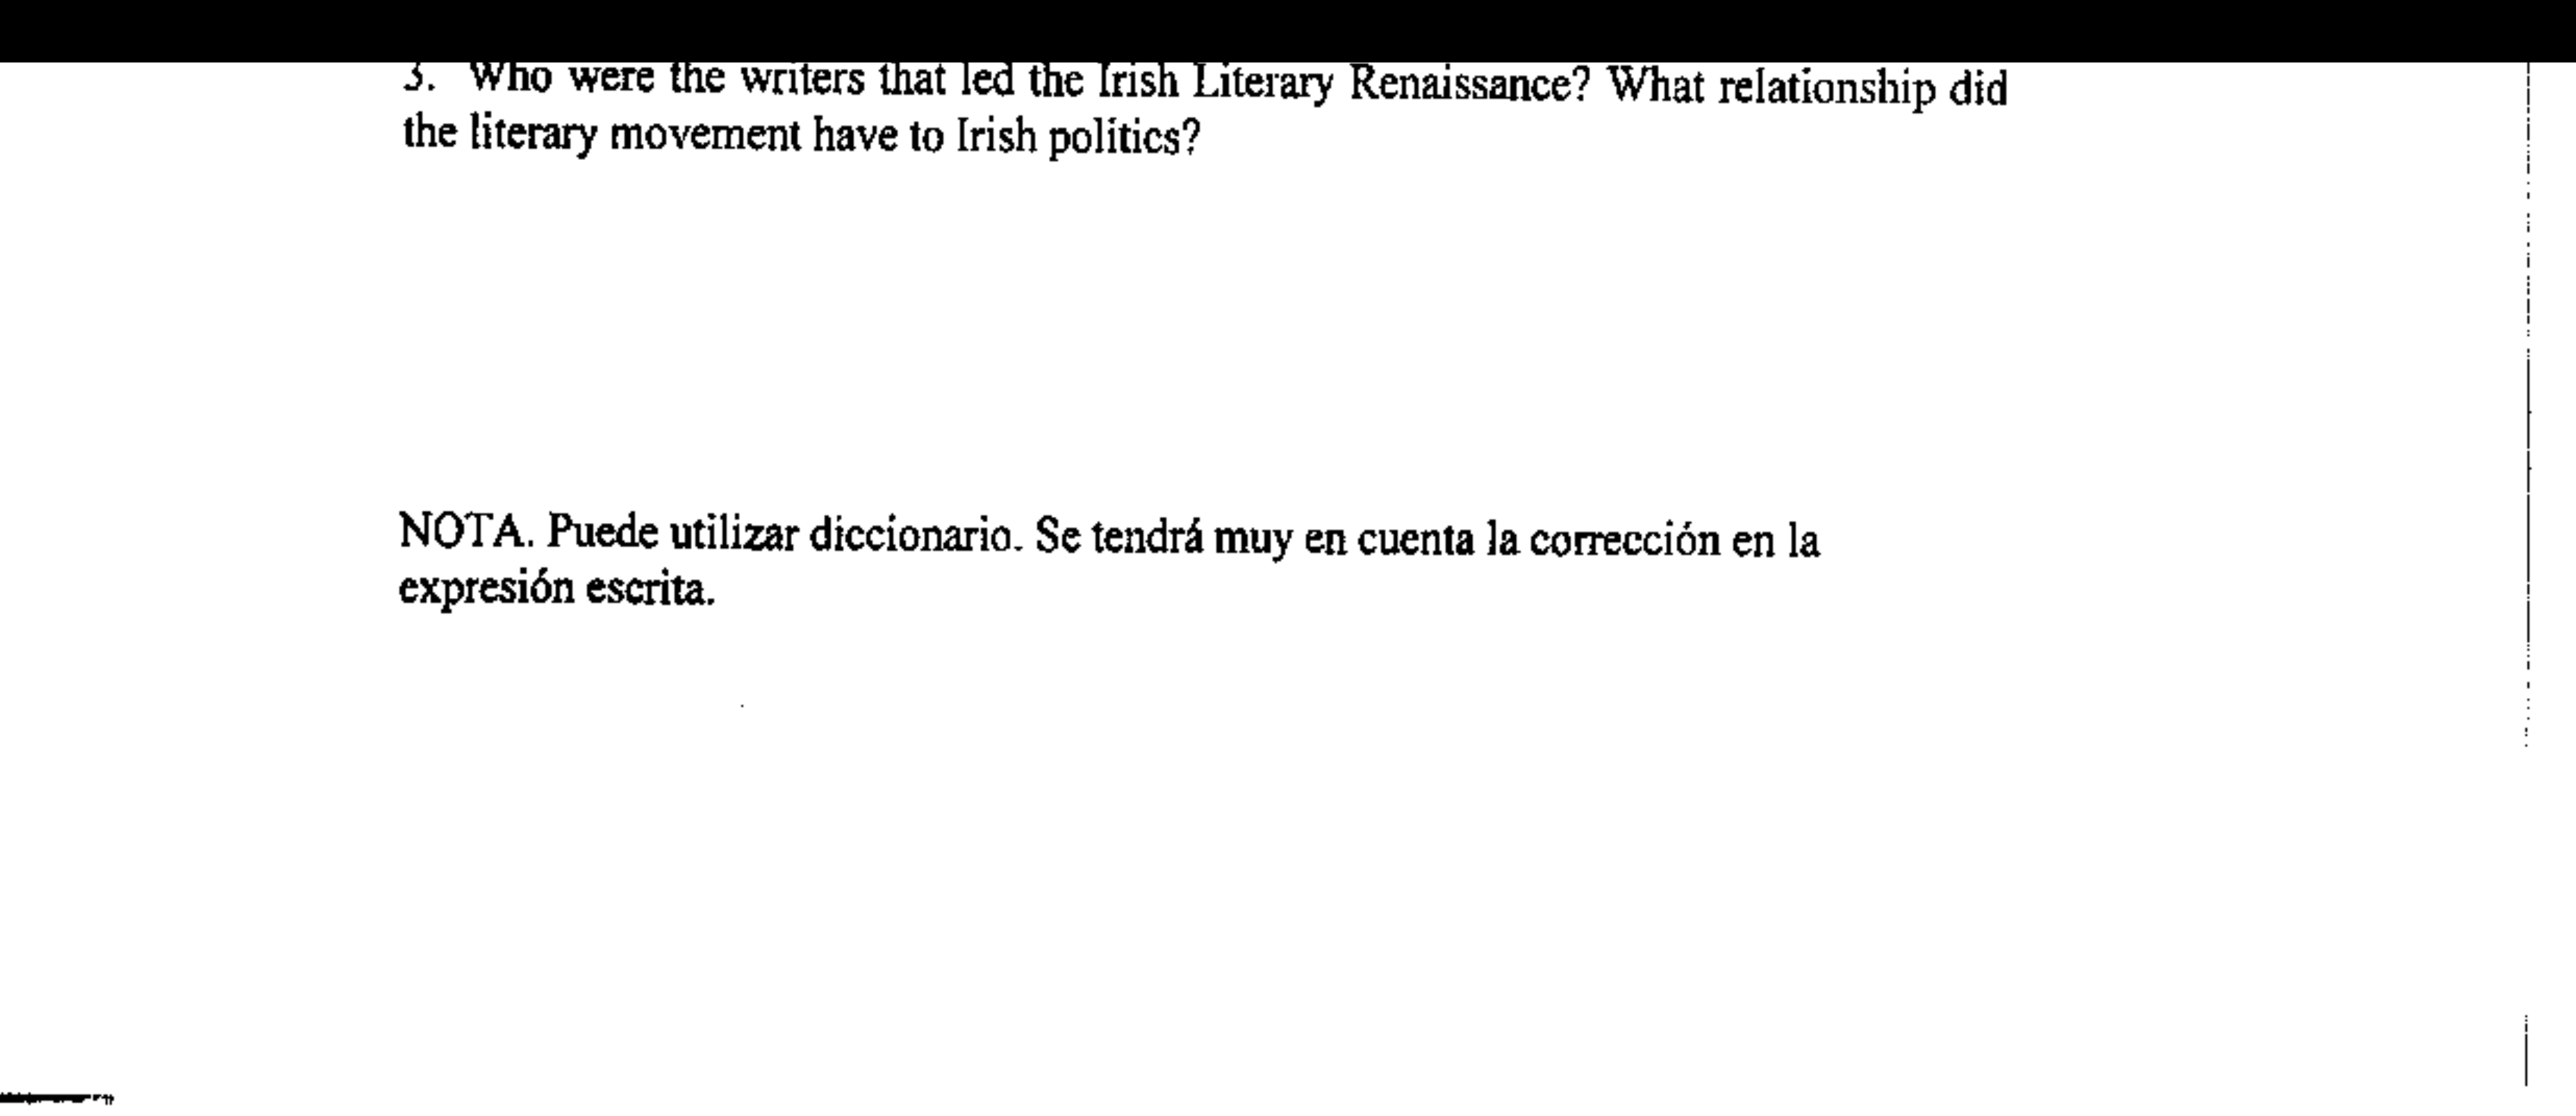 3. Who were the writers that led the Irish Literary Renaissance? What relationship did
the literary movement have to Irish politics?
NOTA. Puede utilizar diccionario. Se tendrá muy en cuenta la corrección en la
expresión escrita.